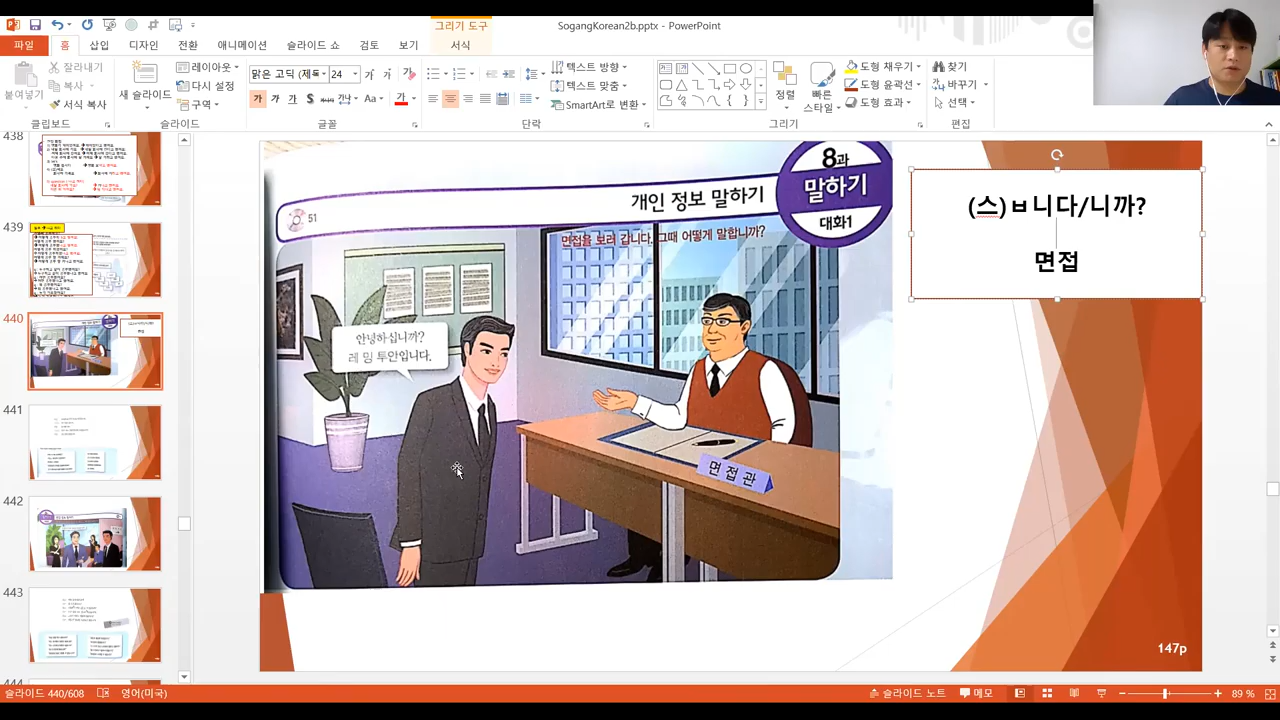 그리기 도구
SogangKorean2b.pptx - PowerPoint
파일 홈 삽입 디자인 전환 애니메이션 슬라이드 쇼 검토 보기 서식
붙여넣기
잘라내기
복사
서식 복사
클립보드
새 슬라이드
레이아웃
다시 설정
구역
슬라이드
맑은 고딕 (제목 24
가 가 가 S abc 간 Aa 가
글꼴
텍스트 방향
텍스트 맞춤
SmartArt로 변환
단락
정렬
빠른 스타일
도형 채우기
도형 윤곽선
도형 효과
그리기
찾기
바꾸기
선택
편집
438
439
440
441
442
443
51
개인 정보 말하기
8과
말하기
대화1
면접을 보러 갑니다. 그때 어떻게 말합니까?
안녕하십니까?
레 밍 투안입니다.
면접관
(스)ㅂ니다/니까?
면접
147p
슬라이드 440/608 영어(미국) 슬라이드 노트 메모 89 %